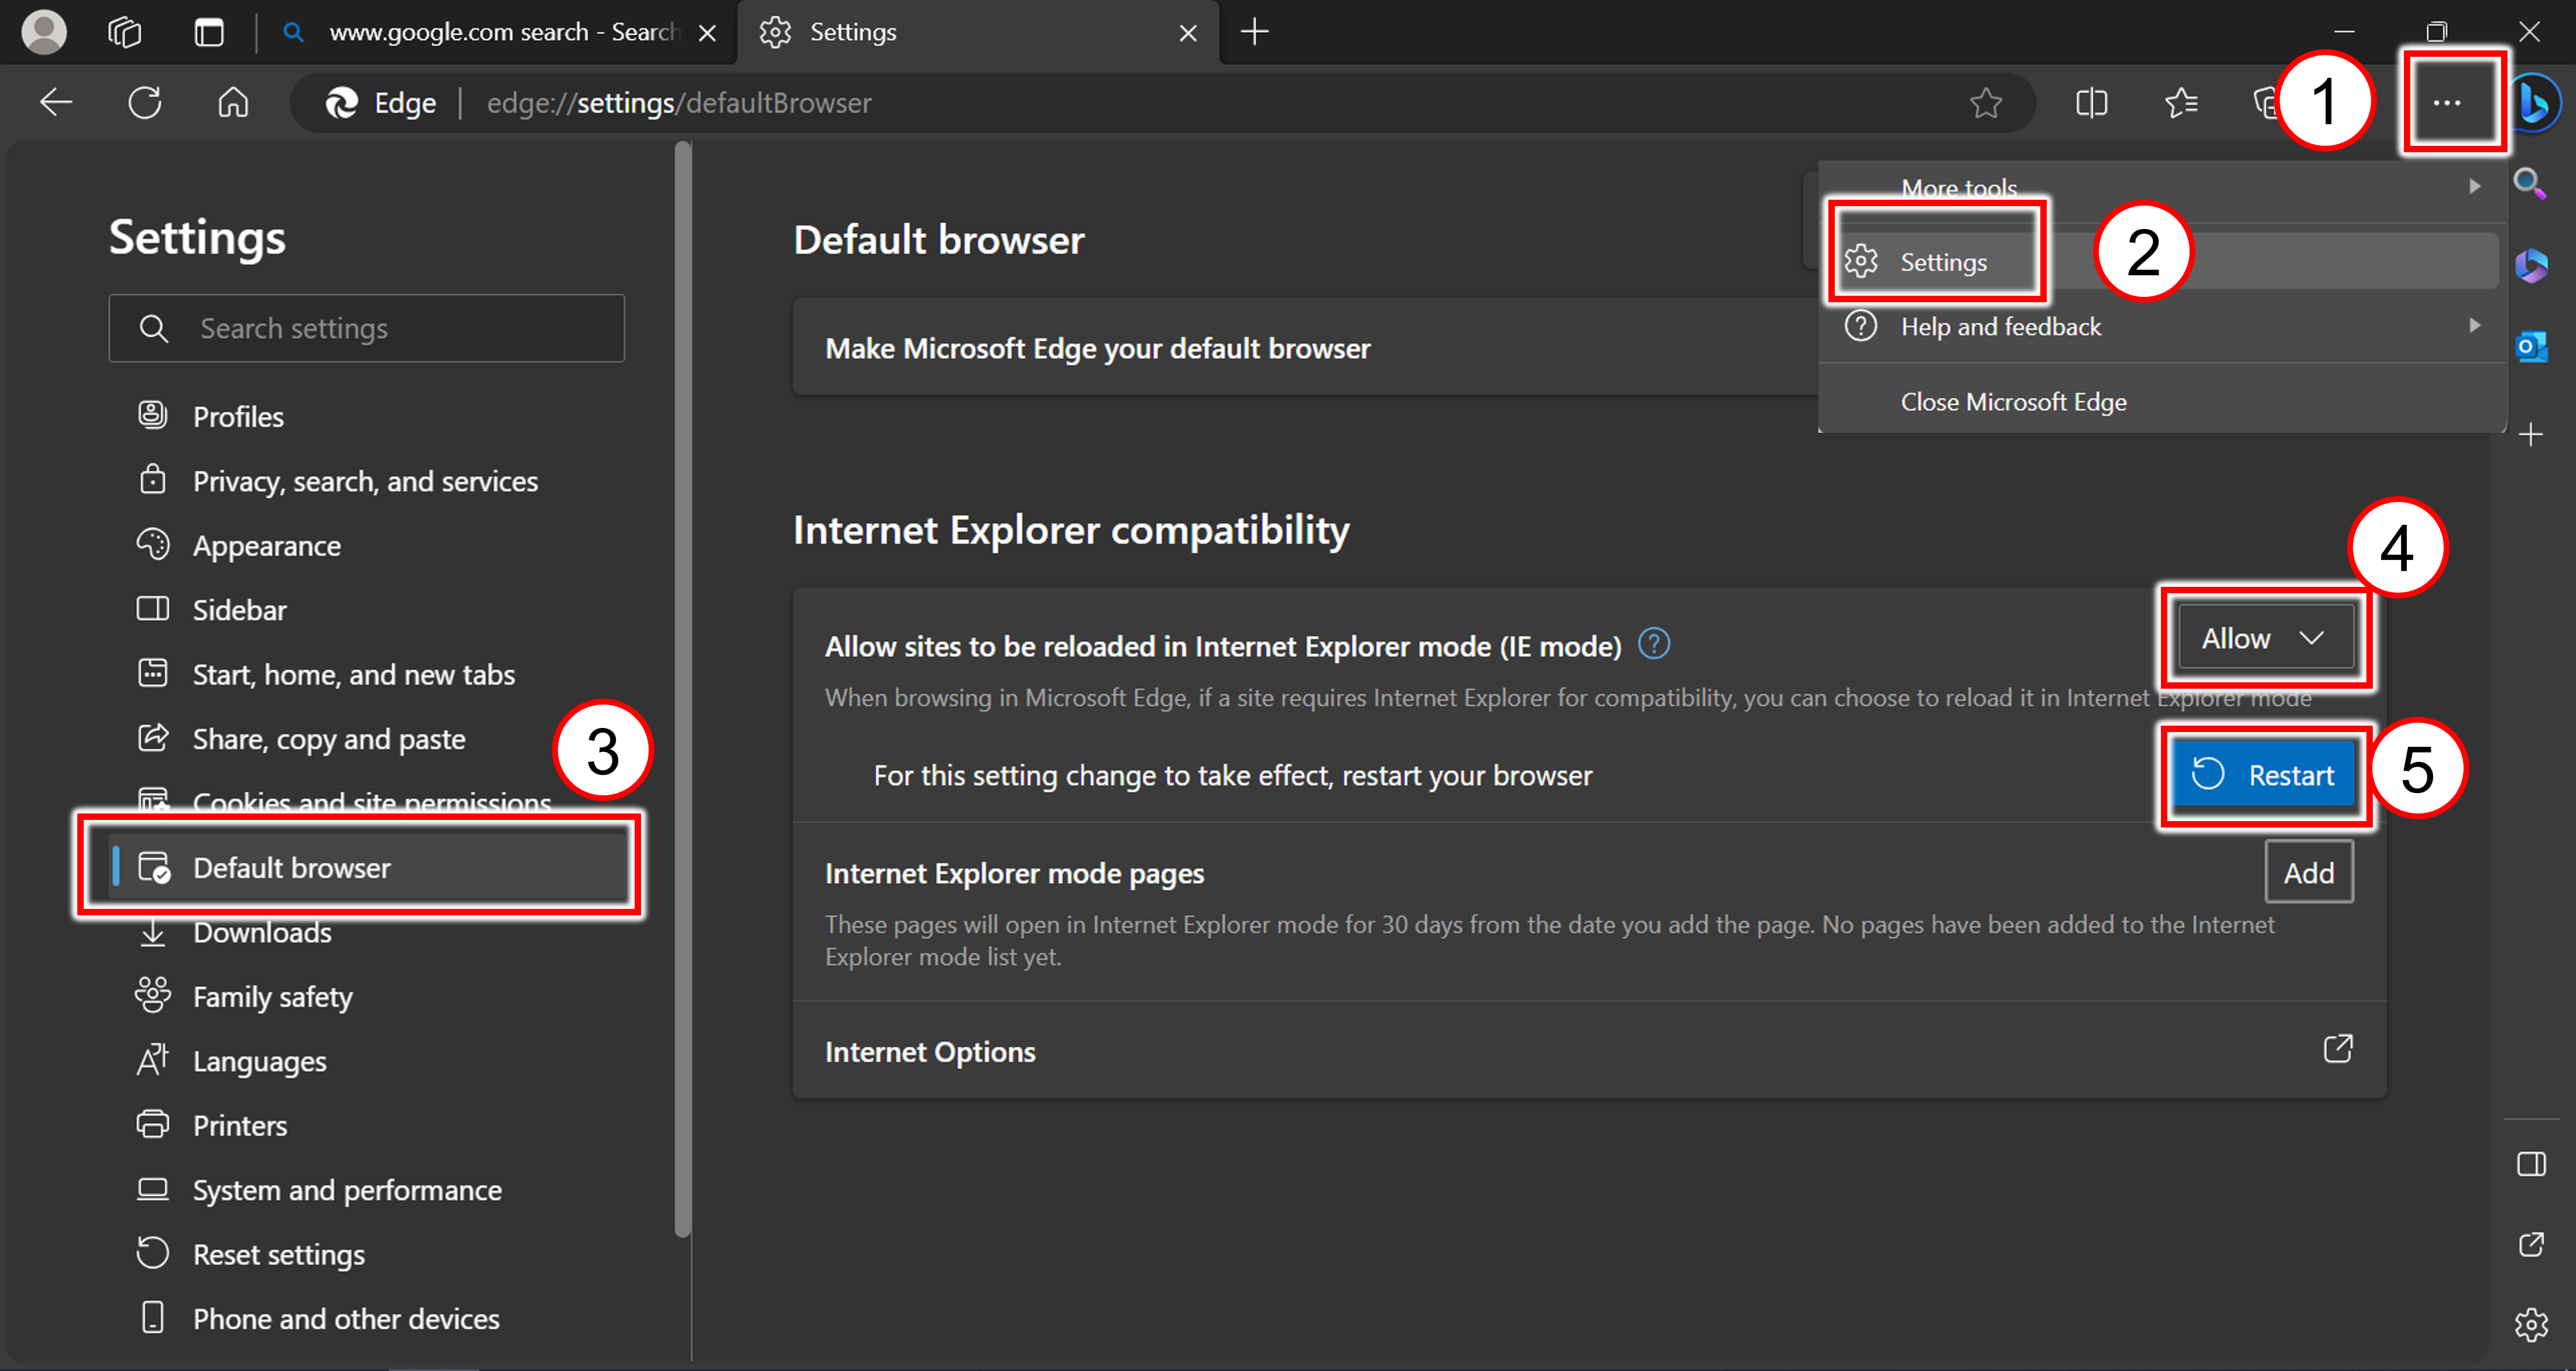 www.google.com search - Search
Settings
Edge
edge://settings/defaultBrowser
1
More tools
Settings
2
Help and feedback
Close Microsoft Edge
Settings
Search settings
Profiles
Privacy, search, and services
Appearance
Sidebar
Start, home, and new tabs
Share, copy and paste
3
Cookies and site permissions
Default browser
Downloads
Family safety
Languages
Printers
System and performance
Reset settings
Phone and other devices
Default browser
Make Microsoft Edge your default browser
Internet Explorer compatibility
4
Allow sites to be reloaded in Internet Explorer mode (IE mode)
Allow
When browsing in Microsoft Edge, if a site requires Internet Explorer for compatibility, you can choose to reload it in Internet Explorer mode
For this setting change to take effect, restart your browser
Restart
5
Internet Explorer mode pages
Add
These pages will open in Internet Explorer mode for 30 days from the date you add the page. No pages have been added to the Internet
Explorer mode list yet.
Internet Options